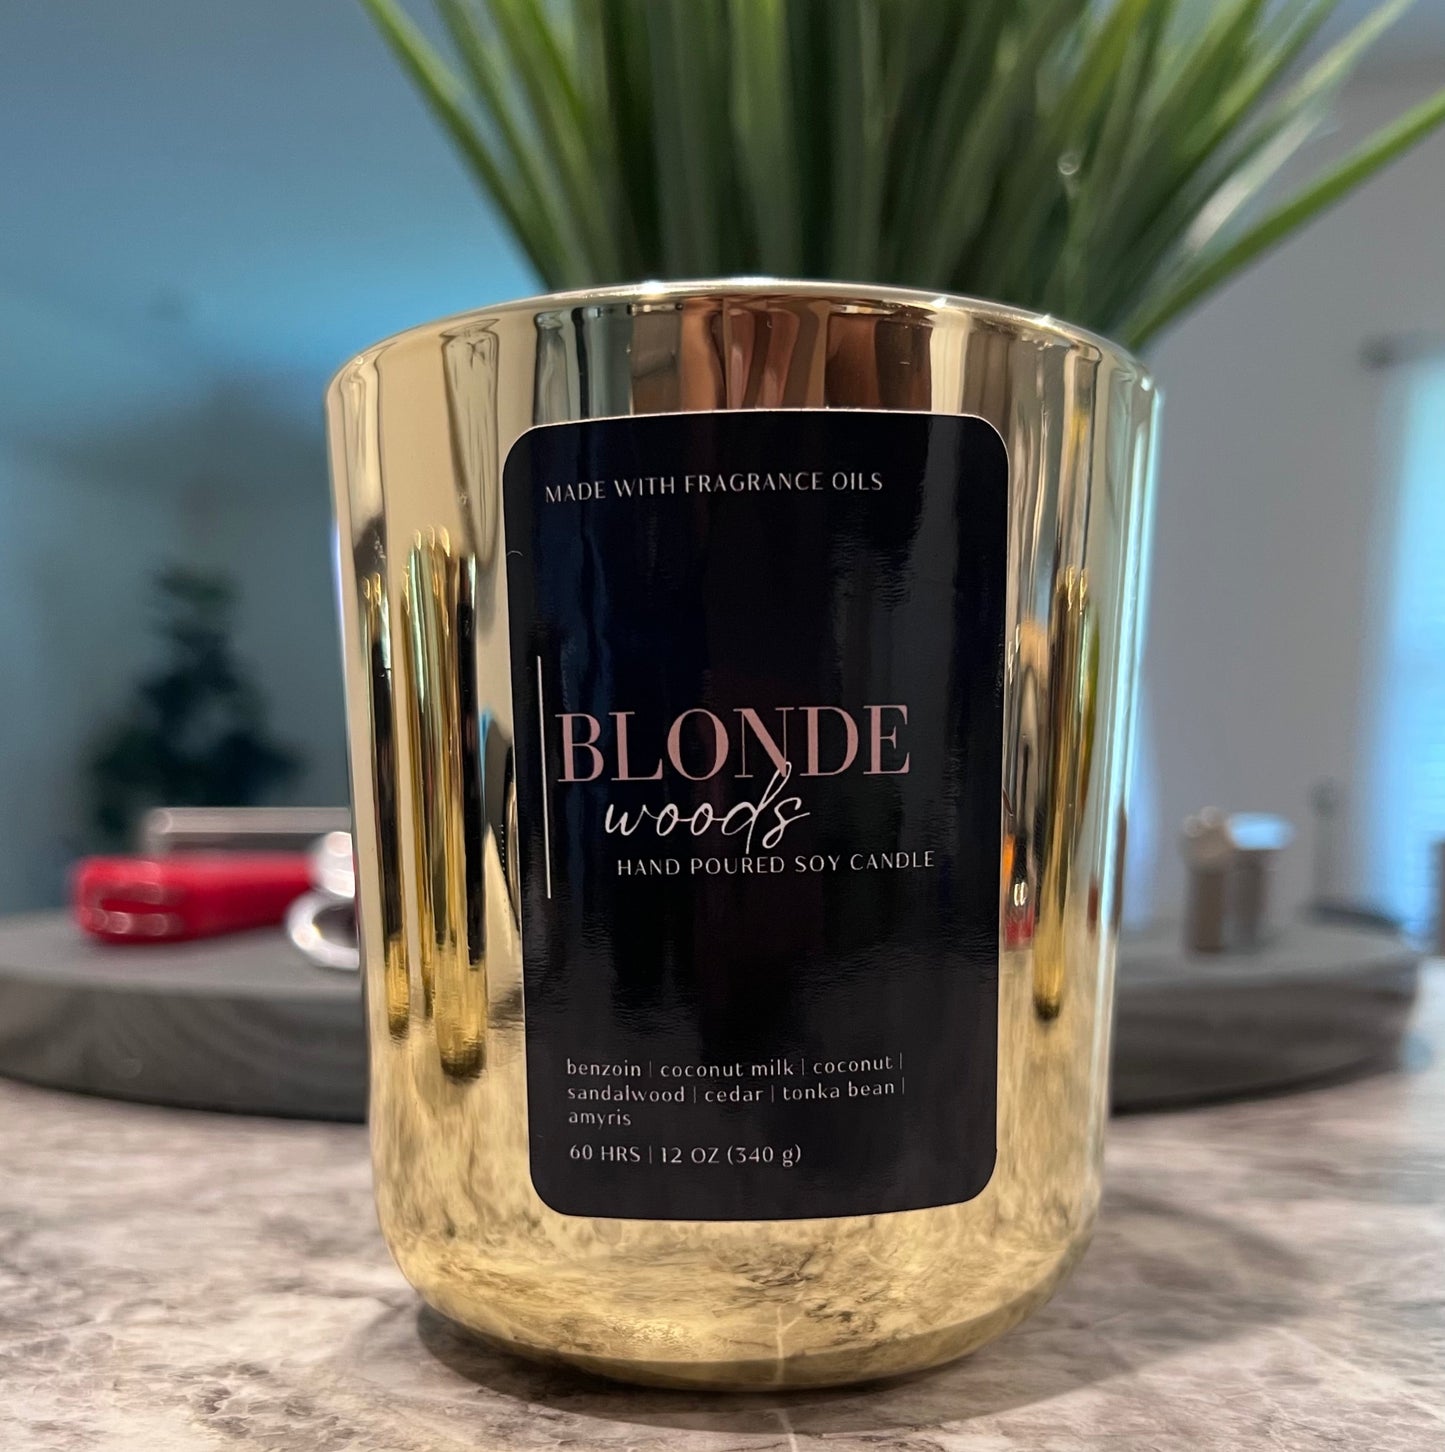 MADE WITH FRAGRANCE OILS
BLONDE
woods
HAND POURED SOY CANDLE
benzoin | coconut milk | coconut |
sandalwood | cedar | tonka bean |
amyris
60 HRS | 12 OZ (340 g)